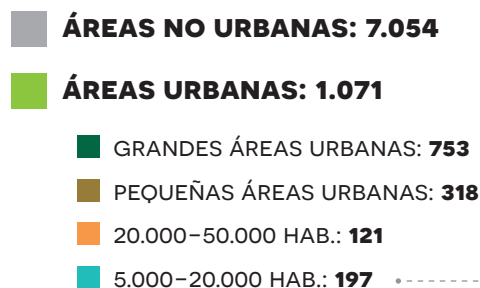 ÁREAS NO URBANAS: 7.054
ÁREAS URBANAS: 1.071
GRANDES ÁREAS URBANAS: 753
PEQUEÑAS ÁREAS URBANAS: 318
20.000–50.000 HAB.: 121
5.000–20.000 HAB.: 197